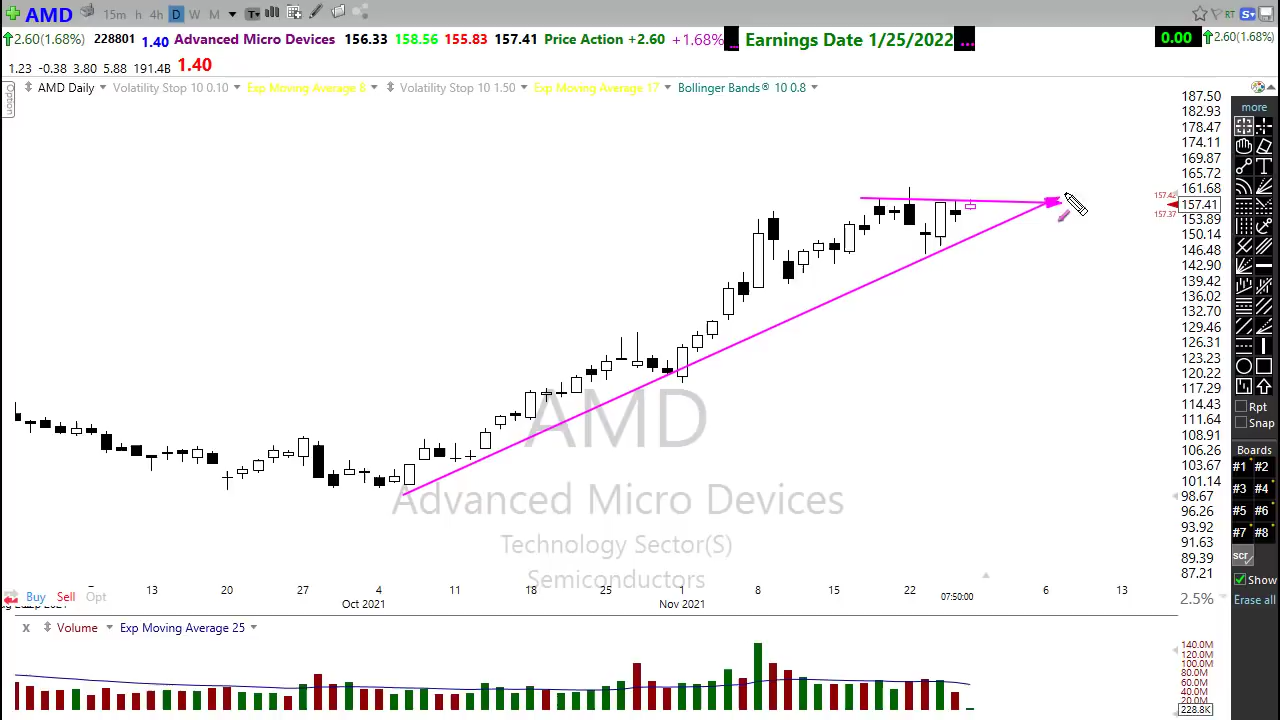 AMD 15m h 4h D W M T RT S
2.60(1.68%) 228801 1.40 Advanced Micro Devices 156.33 158.56 155.83 157.41 Price Action +2.60 +1.68% ... Earnings Date 1/25/2022 ... 0.00 2.60(1.68%)
1.23 -0.38 3.80 5.88 191.4B 1.40
Option
AMD Daily Volatility Stop 10 0.10 Exp Moving Average 8 Volatility Stop 10 1.50 Exp Moving Average 17 Bollinger Bands® 10 0.8
187.50
182.93
178.47
174.11
169.87
165.72
161.68
157.42
157.41
157.37
153.89
150.14
146.48
142.90
139.42
136.02
132.70
129.46
126.31
123.23
120.22
117.29
114.43
111.64
108.91
106.26
103.67
101.14
98.67
96.26
93.92
91.63
89.39
87.21
2.5%
AMD
Advanced Micro Devices
Technology Sector(S)
Semiconductors
13 20 27 4 11 18 25 8 15 22 6 13
Buy Sell Opt
Oct 2021 Nov 2021 07:50:00
X Volume Exp Moving Average 25
140.0M
120.0M
100.0M
80.0M
60.0M
40.0M
20.0M
228.8K
more
T
Rpt
Snap
Boards
#1 #2
#3 #4
#5 #6
#7 #8
scr
Show
Erase all